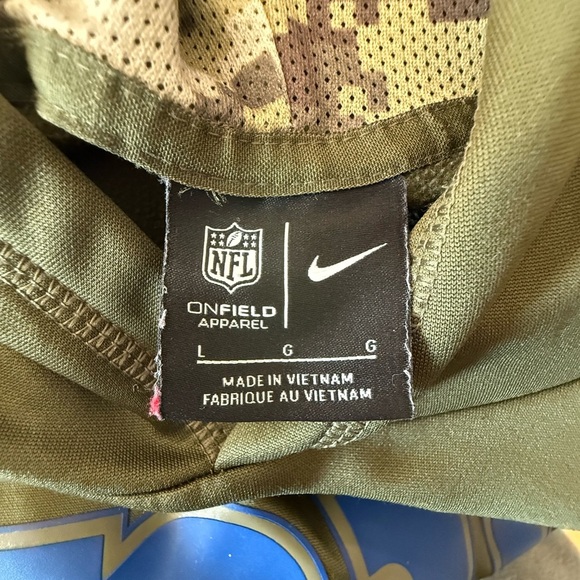 NFL
ONFIELD
APPAREL
L G G
MADE IN VIETNAM
FABRIQUE AU VIETNAM